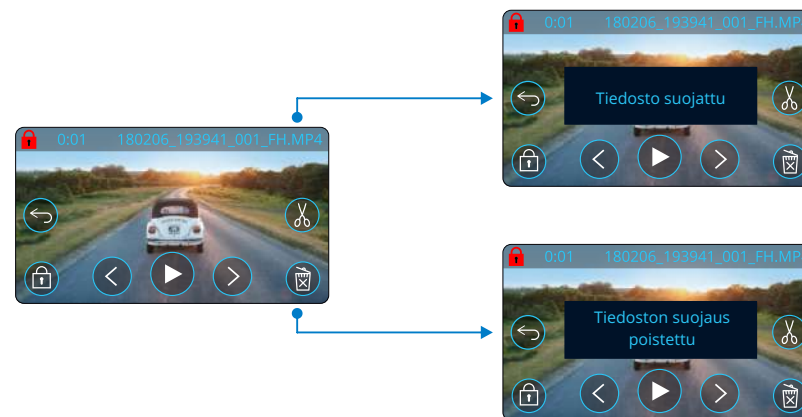 0:01 180206_193941_001_FH.MP
Tiedosto suojattu
0:01 180206_193941_001_FH.MP4
0:01 180206_193941_001_FH.MP
Tiedoston suojaus
poistettu